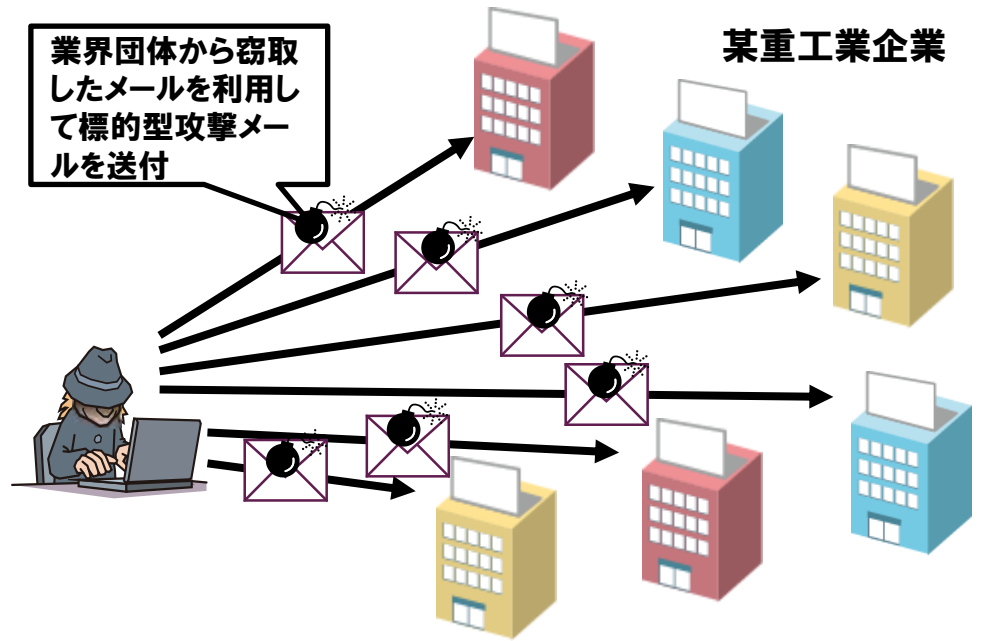 業界団体から窃取
したメールを利用し
て標的型攻撃メー
ルを送付
某重工業企業